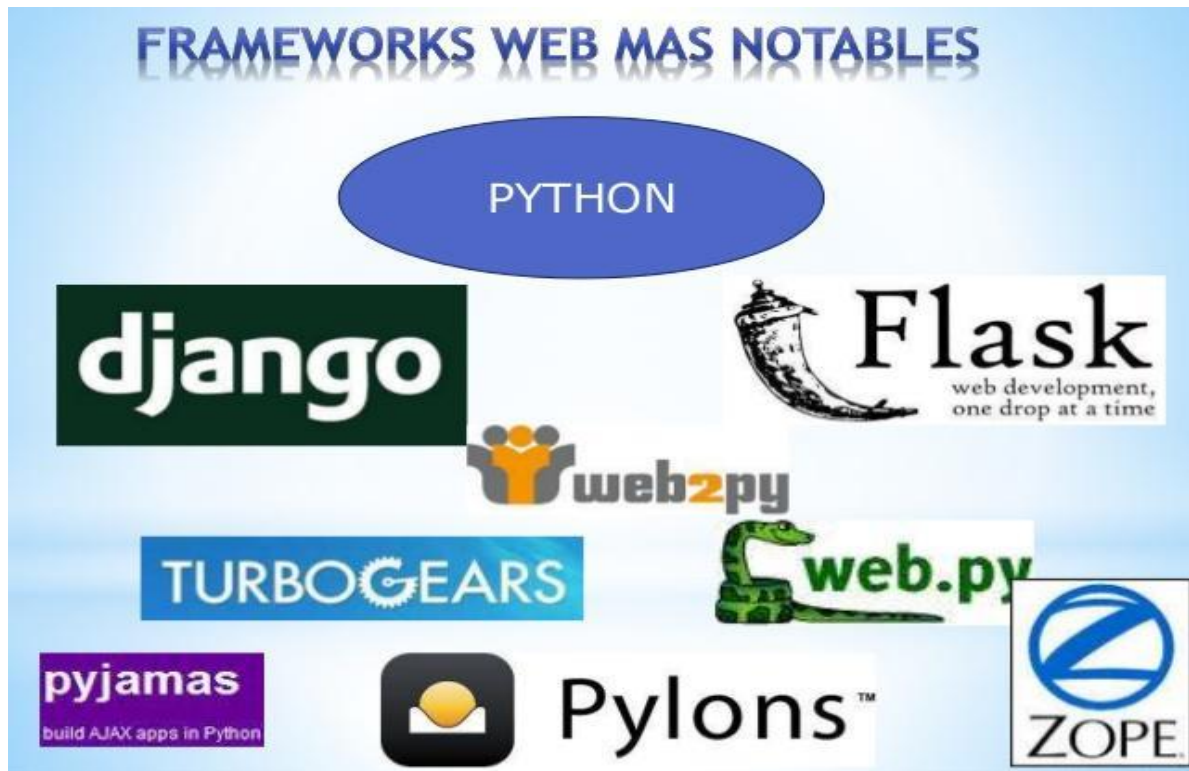 FRAMEWORKS WEB MAS NOTABLES
PYTHON
django
Flask
web development,
one drop at a time
web2py
TURBOGEARS
web.py
pyjamas
build AJAX apps in Python
Pylons™
ZOPE